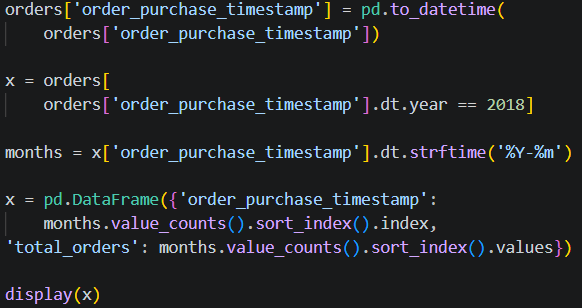 orders['order_purchase_timestamp'] = pd.to_datetime(
    orders['order_purchase_timestamp'])

x = orders[
    orders['order_purchase_timestamp'].dt.year == 2018]

months = x['order_purchase_timestamp'].dt.strftime('%Y-%m')

x = pd.DataFrame({'order_purchase_timestamp':
    months.value_counts().sort_index().index,
'total_orders': months.value_counts().sort_index().values})

display(x)